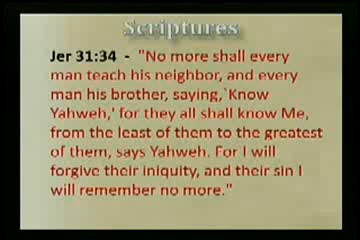 Scriptures
Jer 31:34 - "No more shall every
man teach his neighbor, and every
man his brother, saying,`Know
Yahweh,' for they all shall know Me,
from the least of them to the greatest
of them, says Yahweh. For I will
forgive their iniquity, and their sin I
will remember no more."